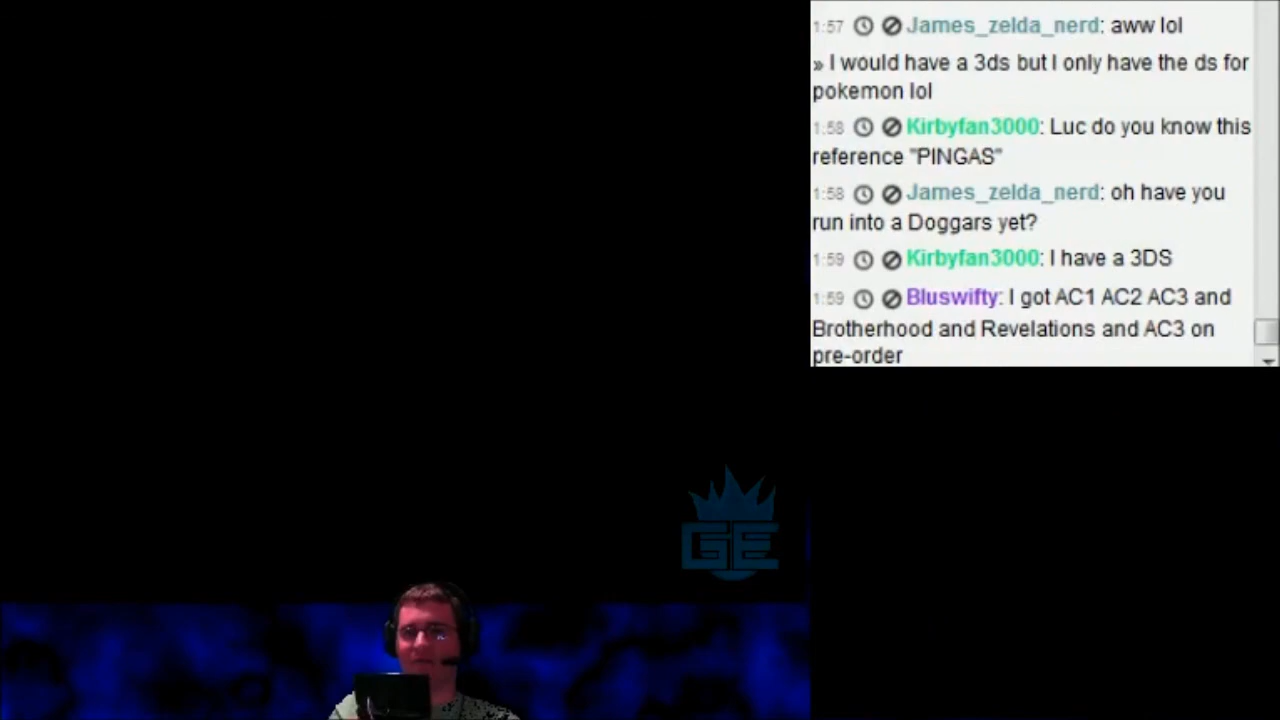 1:57 James_zelda_nerd: aww lol
» I would have a 3ds but I only have the ds for
pokemon lol
1:58 Kirbyfan3000: Luc do you know this
reference "PINGAS"
1:58 James_zelda_nerd: oh have you
run into a Doggars yet?
1:59 Kirbyfan3000: I have a 3DS
1:59 Bluswifty: I got AC1 AC2 AC3 and
Brotherhood and Revelations and AC3 on
pre-order
GE